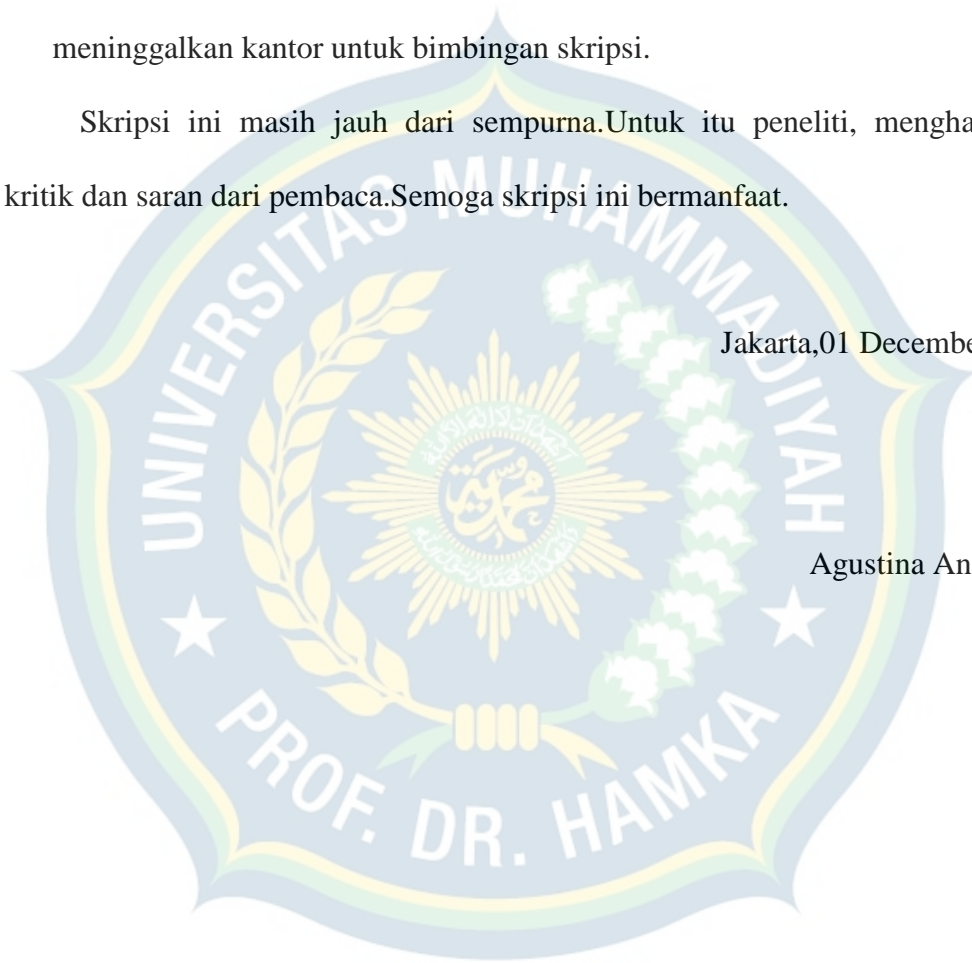 meninggalkan kantor untuk bimbingan skripsi.
Skripsi ini masih jauh dari sempurna.Untuk itu peneliti, mengha
kritik dan saran dari pembaca.Semoga skripsi ini bermanfaat.
UNIVERSITAS MUHAMMADIYAH
Jakarta,01 Decembe
محمدية
Agustina An
PROF. DR. HAMKA